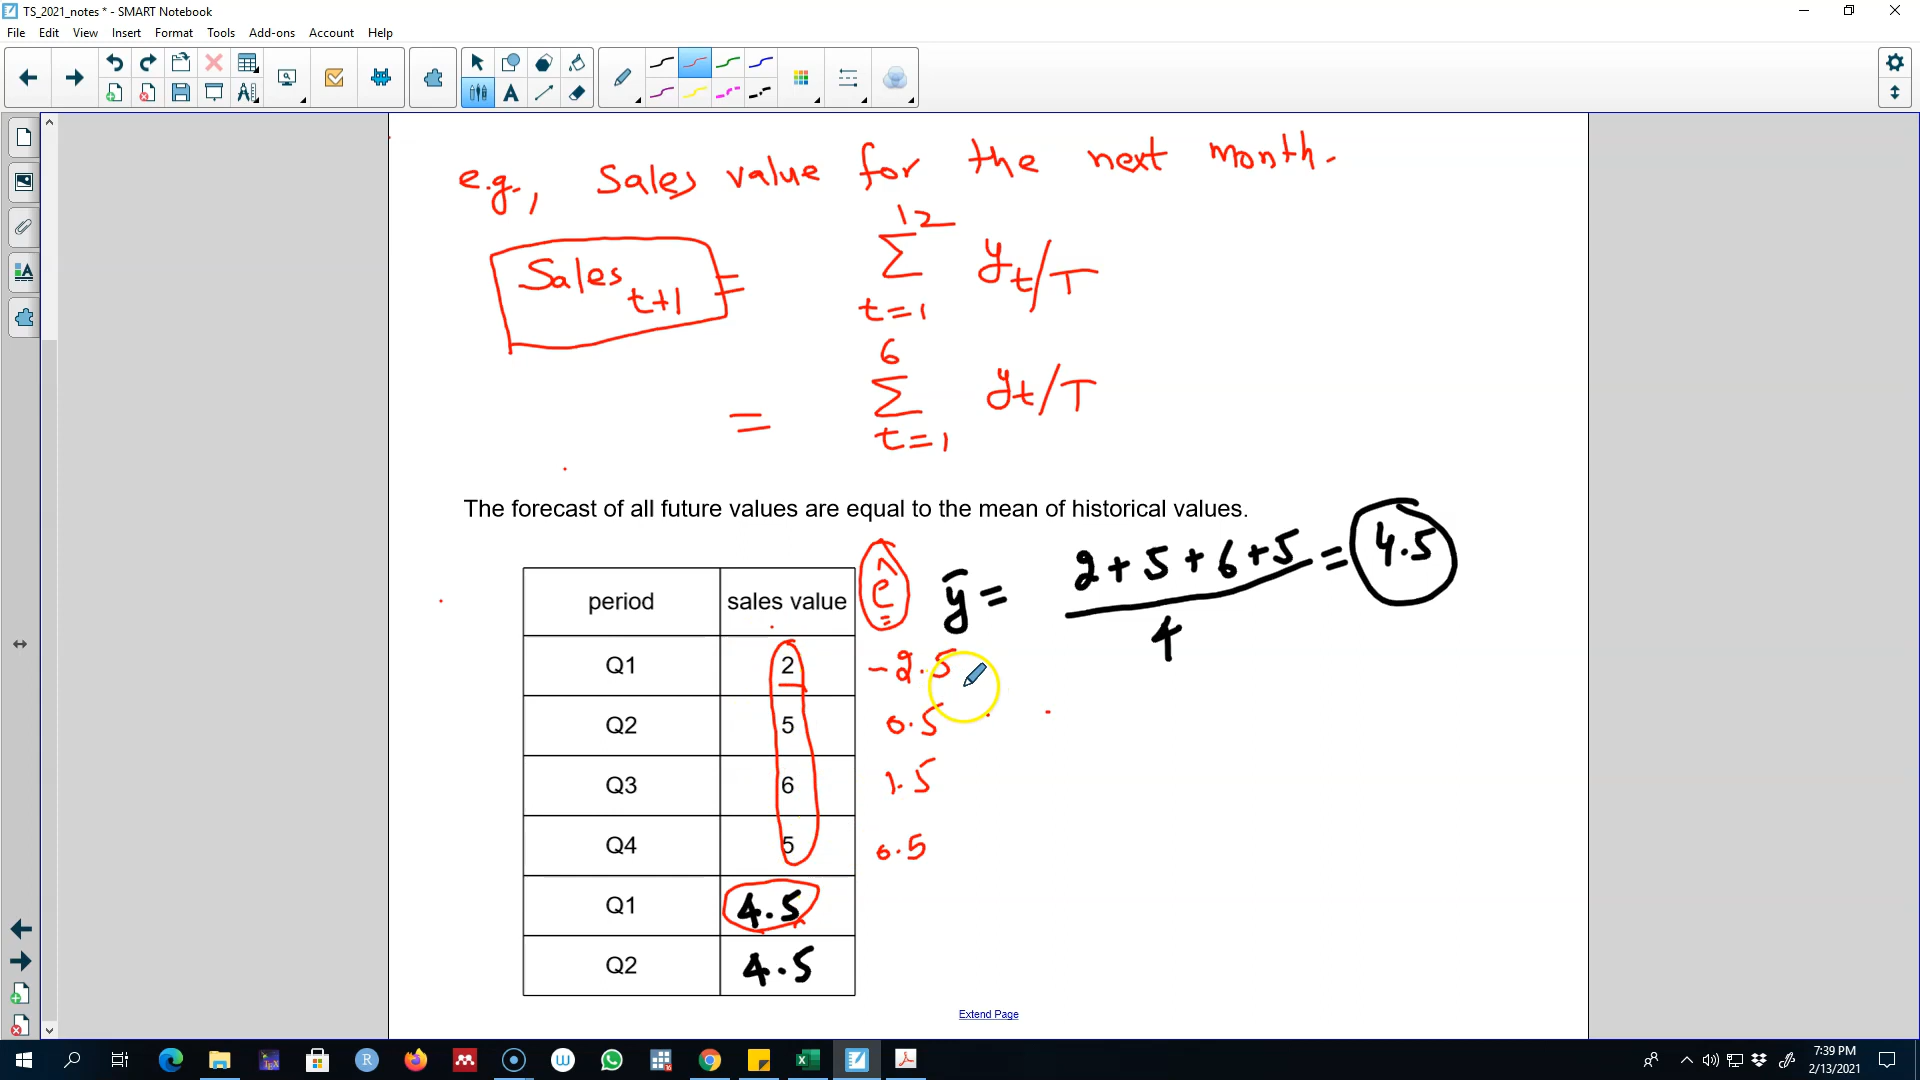 TS_2021_notes * - SMART Notebook
File Edit View Insert Format Tools Add-ons Account Help
e.g., Sales value for the next month.
Sales t+1 = 12 Σ t=1 yt/T
= 6 Σ t=1 yt/T
The forecast of all future values are equal to the mean of historical values.
ȳ = 2+5+6+5 / 4 = 4.5
period sales value ê
Q1 2 -2.5
Q2 5 0.5
Q3 6 1.5
Q4 5 0.5
Q1 4.5
Q2 4.5
Extend Page
7:39 PM
2/13/2021